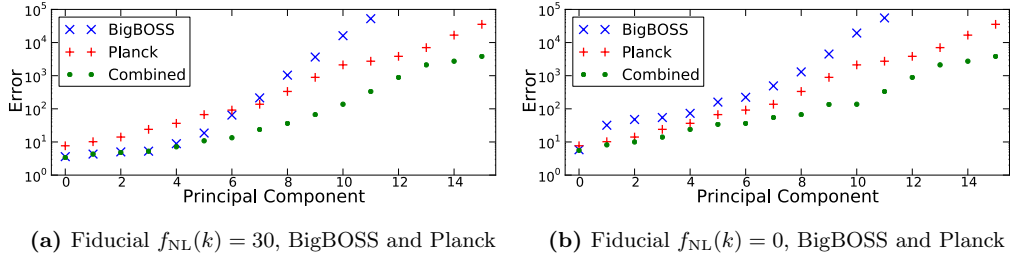 10^5
10^4
10^3
10^2
10^1
10^0
Error
BigBOSS
Planck
Combined
0 2 4 6 8 10 12 14
Principal Component
(a) Fiducial f_NL(k) = 30, BigBOSS and Planck
10^5
10^4
10^3
10^2
10^1
10^0
Error
BigBOSS
Planck
Combined
0 2 4 6 8 10 12 14
Principal Component
(b) Fiducial f_NL(k) = 0, BigBOSS and Planck